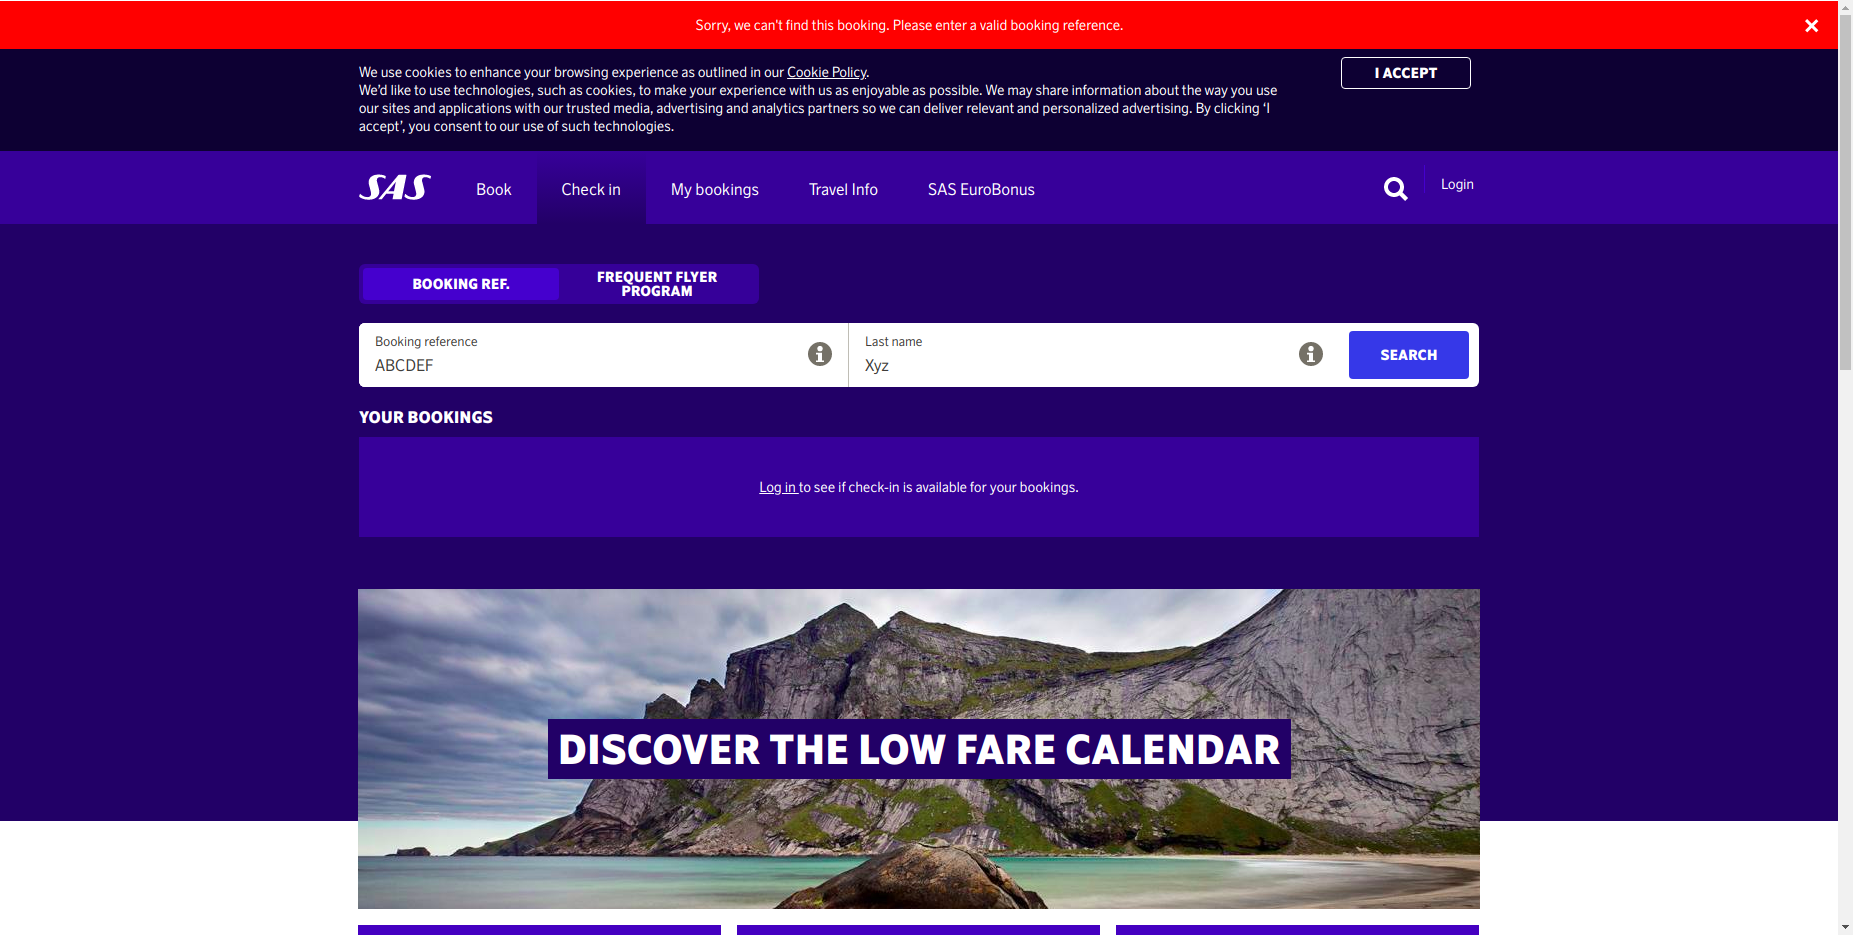 Sorry, we can't find this booking. Please enter a valid booking reference.
We use cookies to enhance your browsing experience as outlined in our Cookie Policy.
We'd like to use technologies, such as cookies, to make your experience with us as enjoyable as possible. We may share information about the way you use
our sites and applications with our trusted media, advertising and analytics partners so we can deliver relevant and personalized advertising. By clicking 'I
accept', you consent to our use of such technologies.
I ACCEPT
SAS
Book
Check in
My bookings
Travel Info
SAS EuroBonus
Login
BOOKING REF.
FREQUENT FLYER
PROGRAM
Booking reference
ABCDEF
Last name
Xyz
SEARCH
YOUR BOOKINGS
Log in to see if check-in is available for your bookings.
DISCOVER THE LOW FARE CALENDAR